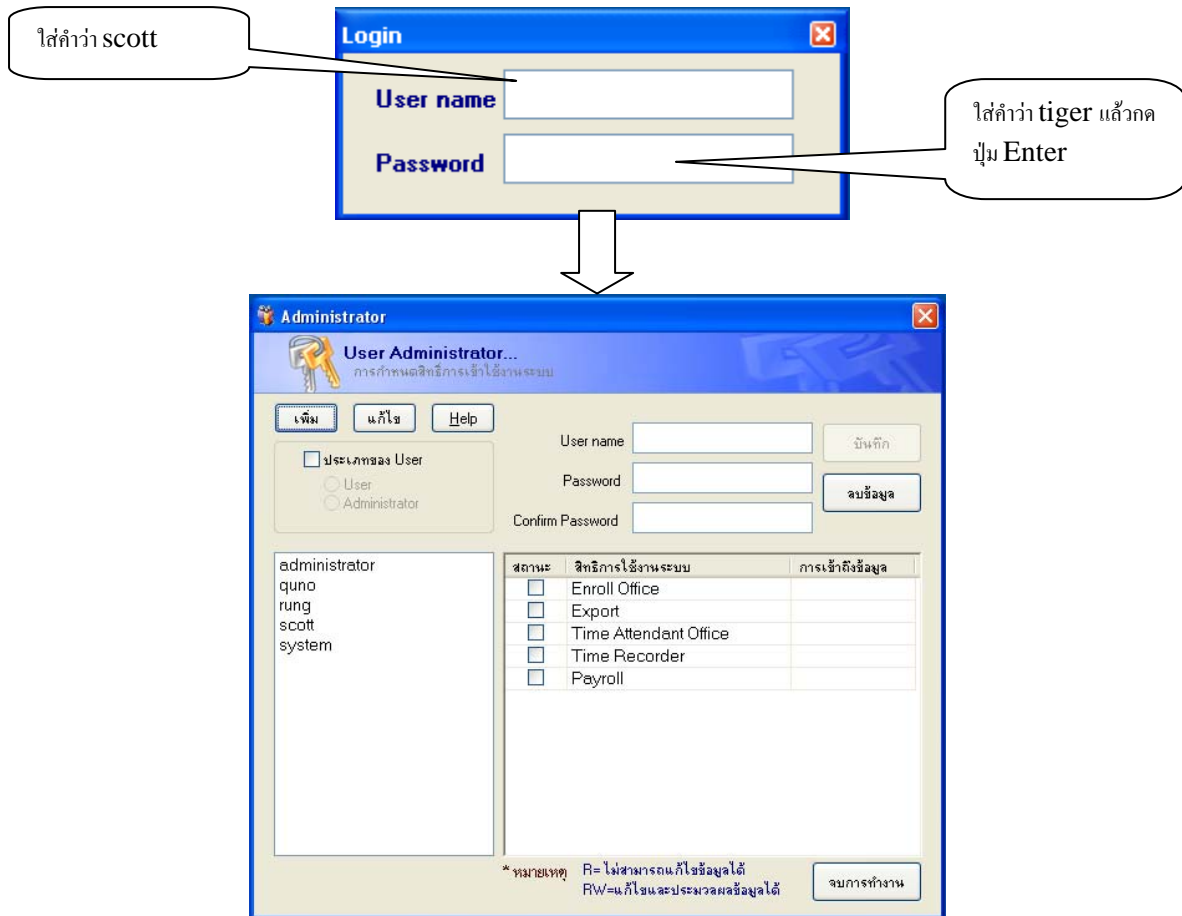 ใส่คำว่า scott
Login
User name
ใส่คำว่า tiger แล้วกด
ปุ่ม Enter
Password
Administrator
User Administrator...
การกำหนดสิทธิ์การเข้าใช้งานระบบ
เพิ่ม แก้ไข Help
User name บันทึก
ประเภทของ User
User
Administrator
Password ลบข้อมูล
Confirm Password
administrator
quno
rung
scott
system
สถานะ สิทธิการใช้งานระบบ การเข้าถึงข้อมูล
Enroll Office
Export
Time Attendant Office
Time Recorder
Payroll
* หมายเหตุ R= ไม่สามารถแก้ไขข้อมูลได้
RW=แก้ไขและประมวลผลข้อมูลได้
จบการทำงาน